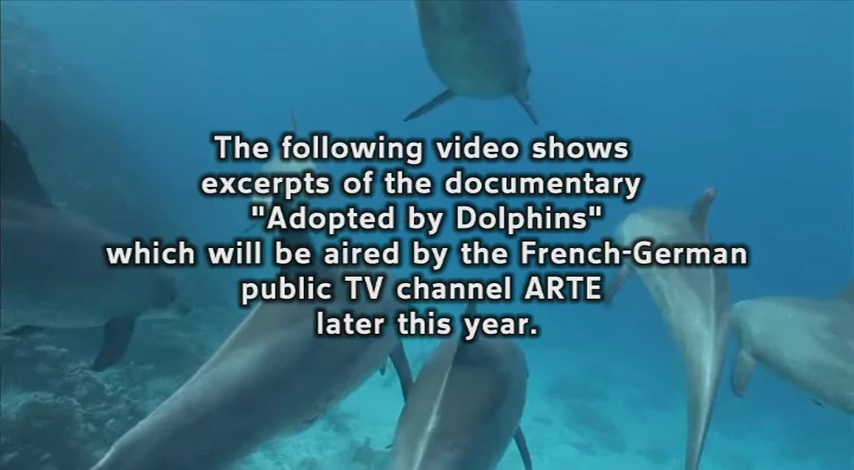 The following video shows
excerpts of the documentary
"Adopted by Dolphins"
which will be aired by the French-German
public TV channel ARTE
later this year.